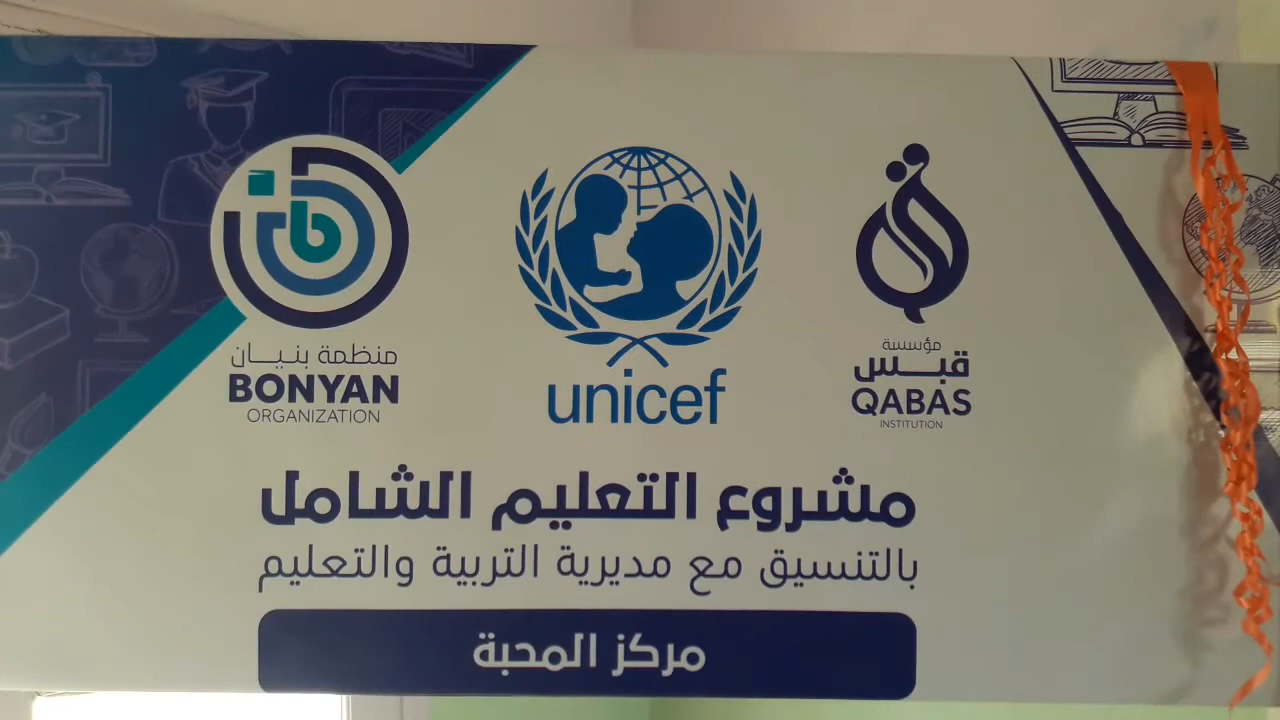 منظمة بنيان
BONYAN
ORGANIZATION
unicef
مؤسسة
قبس
QABAS
INSTITUTION
مشروع التعليم الشامل
بالتنسيق مع مديرية التربية والتعليم
مركز المحبة